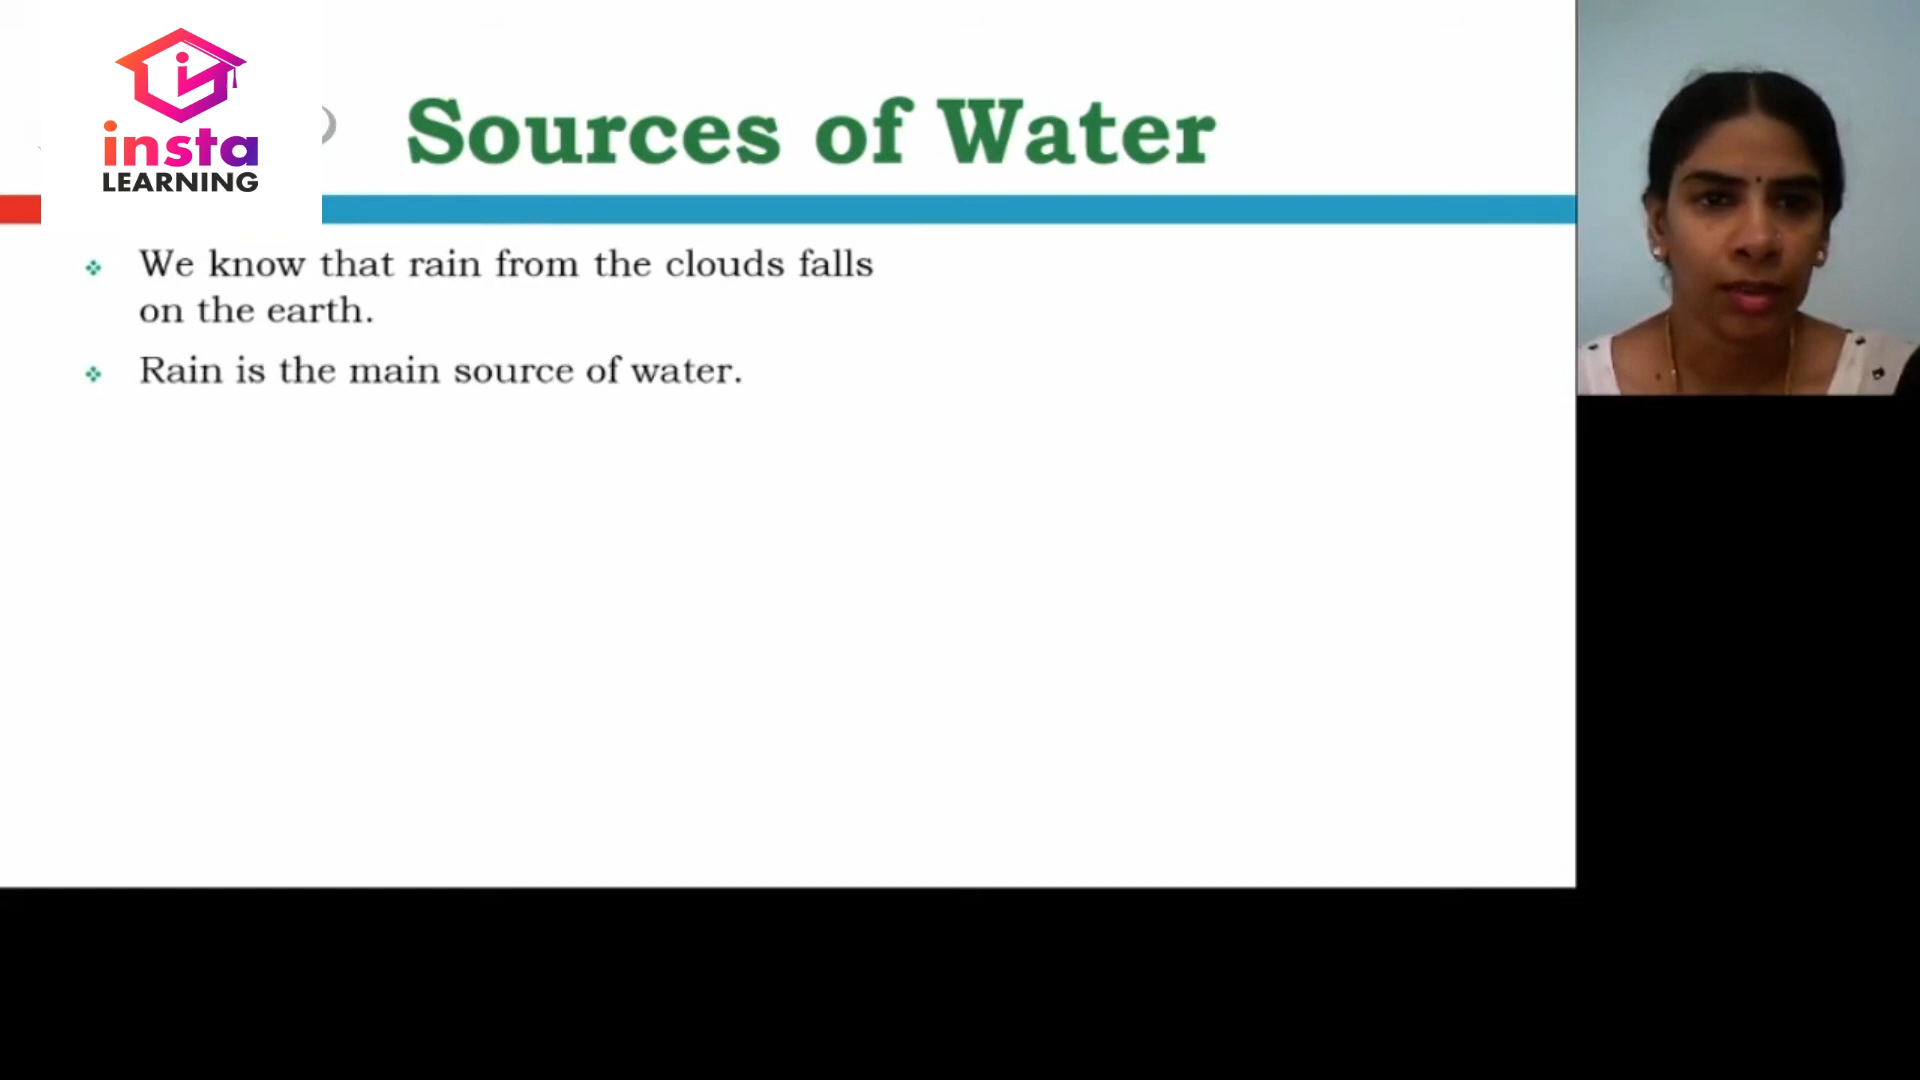 insta
LEARNING
Sources of Water
We know that rain from the clouds falls
on the earth.
Rain is the main source of water.